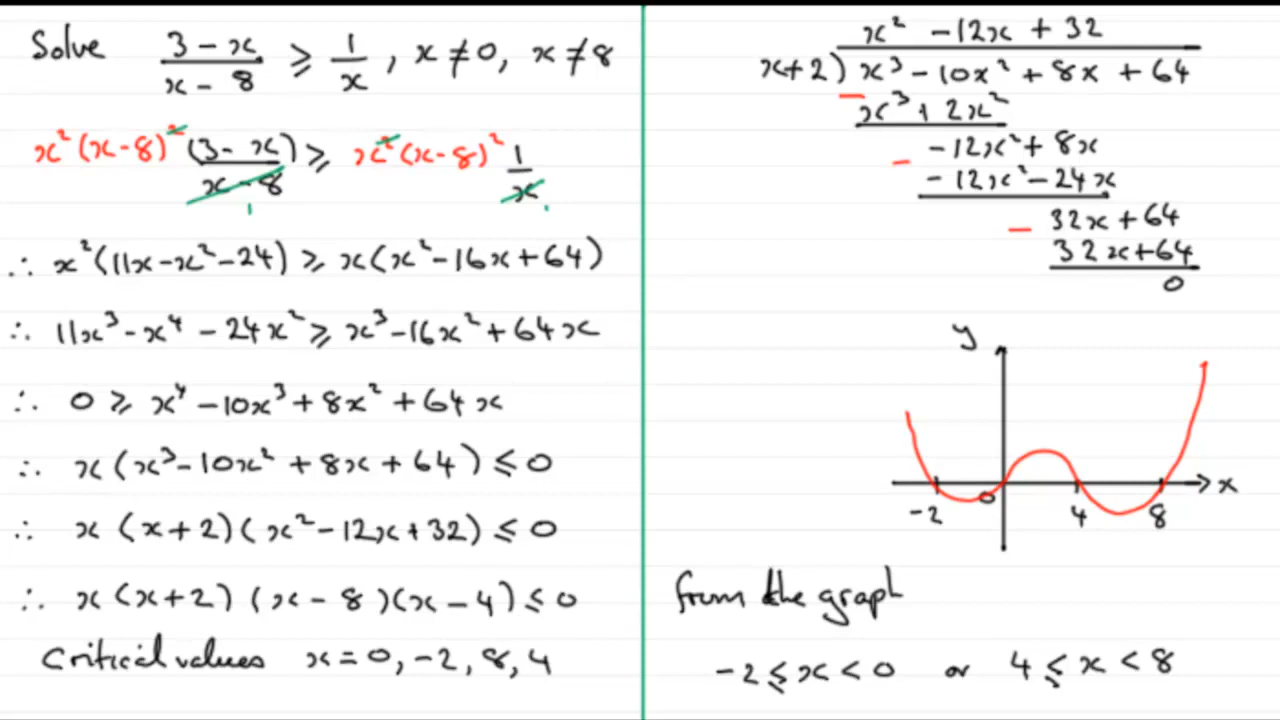 Solve (3 - x)/(x - 8) ≥ 1/x, x ≠ 0, x ≠ 8
x²(x-8)² (3 - x)/(x - 8) ≥ x²(x-8)² 1/x
1
∴ x²(11x - x² - 24) ≥ x(x² - 16x + 64)
∴ 11x³ - x⁴ - 24x² ≥ x³ - 16x² + 64x
∴ 0 ≥ x⁴ - 10x³ + 8x² + 64x
∴ x(x³ - 10x² + 8x + 64) ≤ 0
∴ x(x+2)(x² - 12x + 32) ≤ 0
∴ x(x+2)(x - 8)(x - 4) ≤ 0
Critical values x = 0, -2, 8, 4
x² - 12x + 32
x+2) x³ - 10x² + 8x + 64
- x³ + 2x²
- 12x² + 8x
- - 12x² - 24x
- 32x + 64
32x + 64
0
y
x
-2 0 4 8
from the graph
-2 ≤ x < 0 or 4 ≤ x < 8